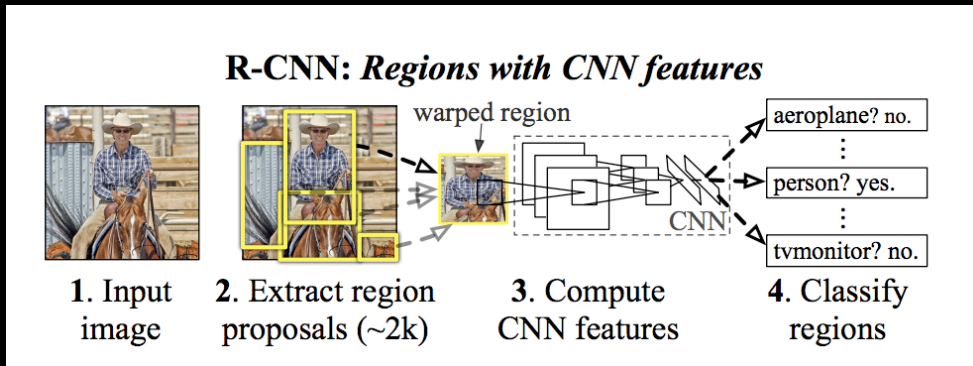 R-CNN: Regions with CNN features
warped region
aeroplane? no.
person? yes.
tvmonitor? no.
CNN
1. Input
image
2. Extract region
proposals (~2k)
3. Compute
CNN features
4. Classify
regions